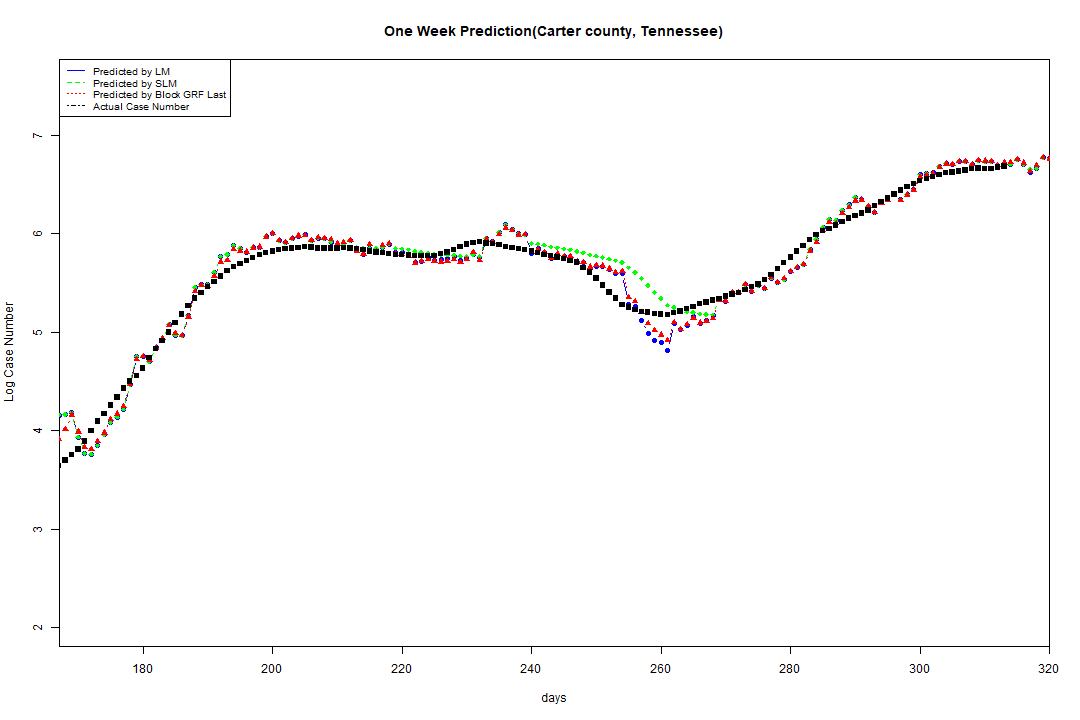 One Week Prediction(Carter county, Tennessee)
Predicted by LM
Predicted by SLM
Predicted by Block GRF Last
Actual Case Number
7
6
5
4
3
2
Log Case Number
180 200 220 240 260 280 300 320
days